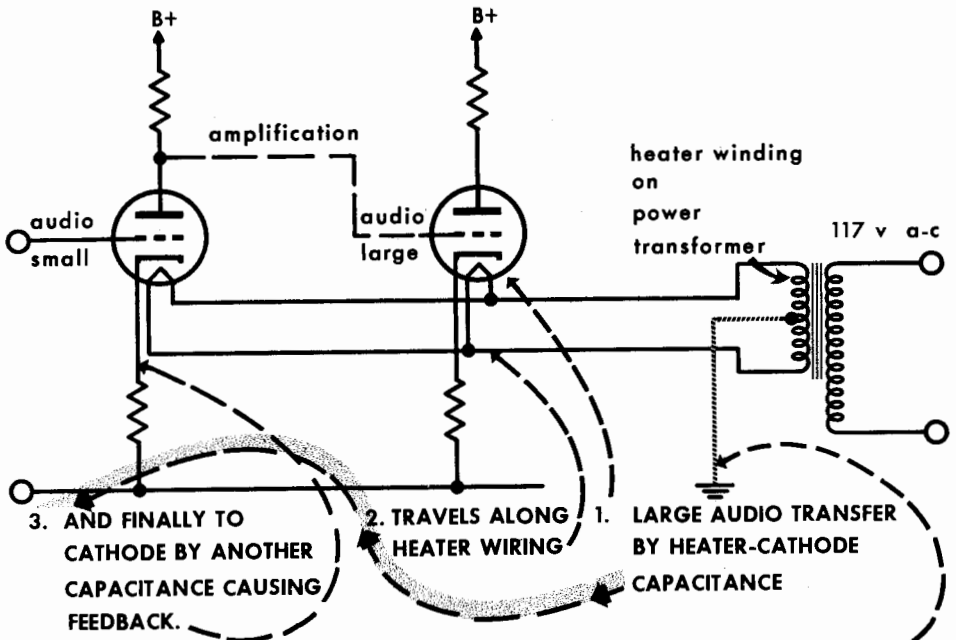 B+
B+
amplification
audio
small
audio
large
heater winding
on
power
transformer
117 v a-c
3. AND FINALLY TO
CATHODE BY ANOTHER
CAPACITANCE CAUSING
FEEDBACK.
2. TRAVELS ALONG
HEATER WIRING
1. LARGE AUDIO TRANSFER
BY HEATER-CATHODE
CAPACITANCE